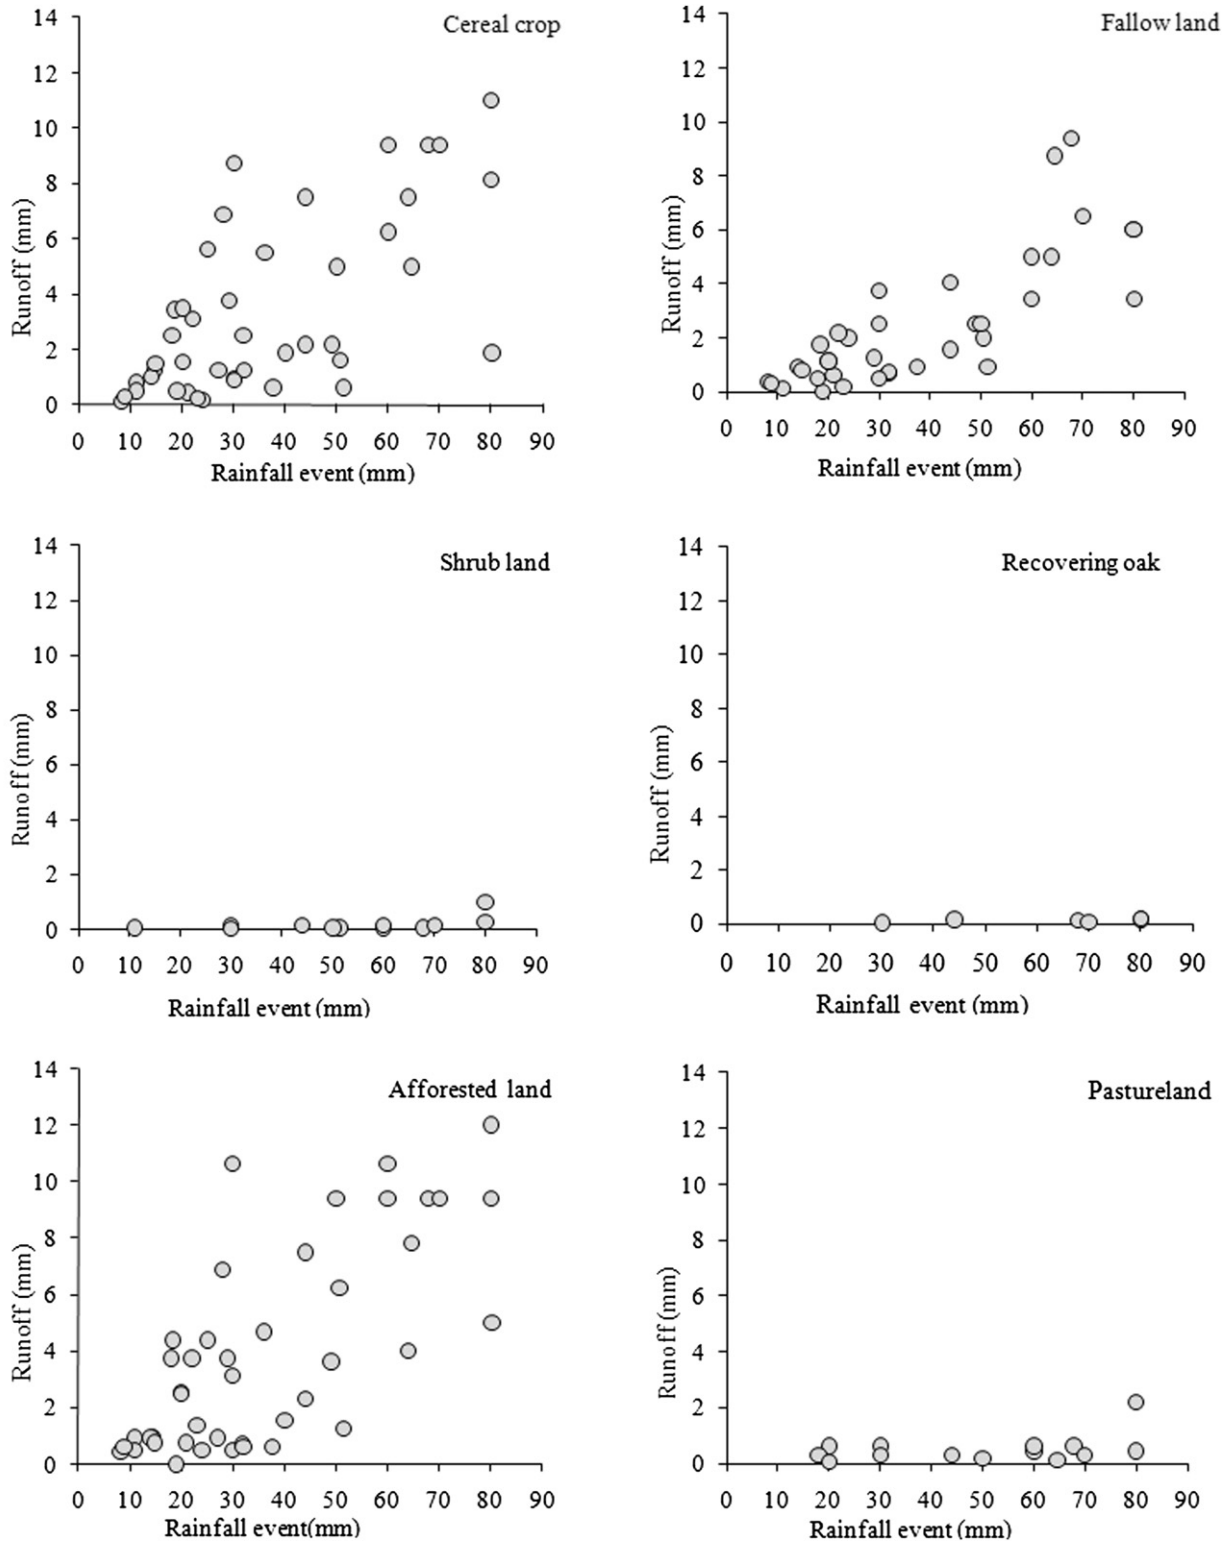 Cereal crop
14
12
10
8
6
4
2
0
Runoff (mm)
0 10 20 30 40 50 60 70 80 90
Rainfall event (mm)
Fallow land
14
12
10
8
6
4
2
0
Runoff (mm)
0 10 20 30 40 50 60 70 80 90
Rainfall event (mm)
Shrub land
14
12
10
8
6
4
2
0
Runoff (mm)
0 10 20 30 40 50 60 70 80 90
Rainfall event (mm)
Recovering oak
14
12
10
8
6
4
2
0
Runoff (mm)
0 10 20 30 40 50 60 70 80 90
Rainfall event (mm)
Afforested land
14
12
10
8
6
4
2
0
Runoff (mm)
0 10 20 30 40 50 60 70 80 90
Rainfall event(mm)
Pastureland
14
12
10
8
6
4
2
0
Runoff (mm)
0 10 20 30 40 50 60 70 80 90
Rainfall event (mm)